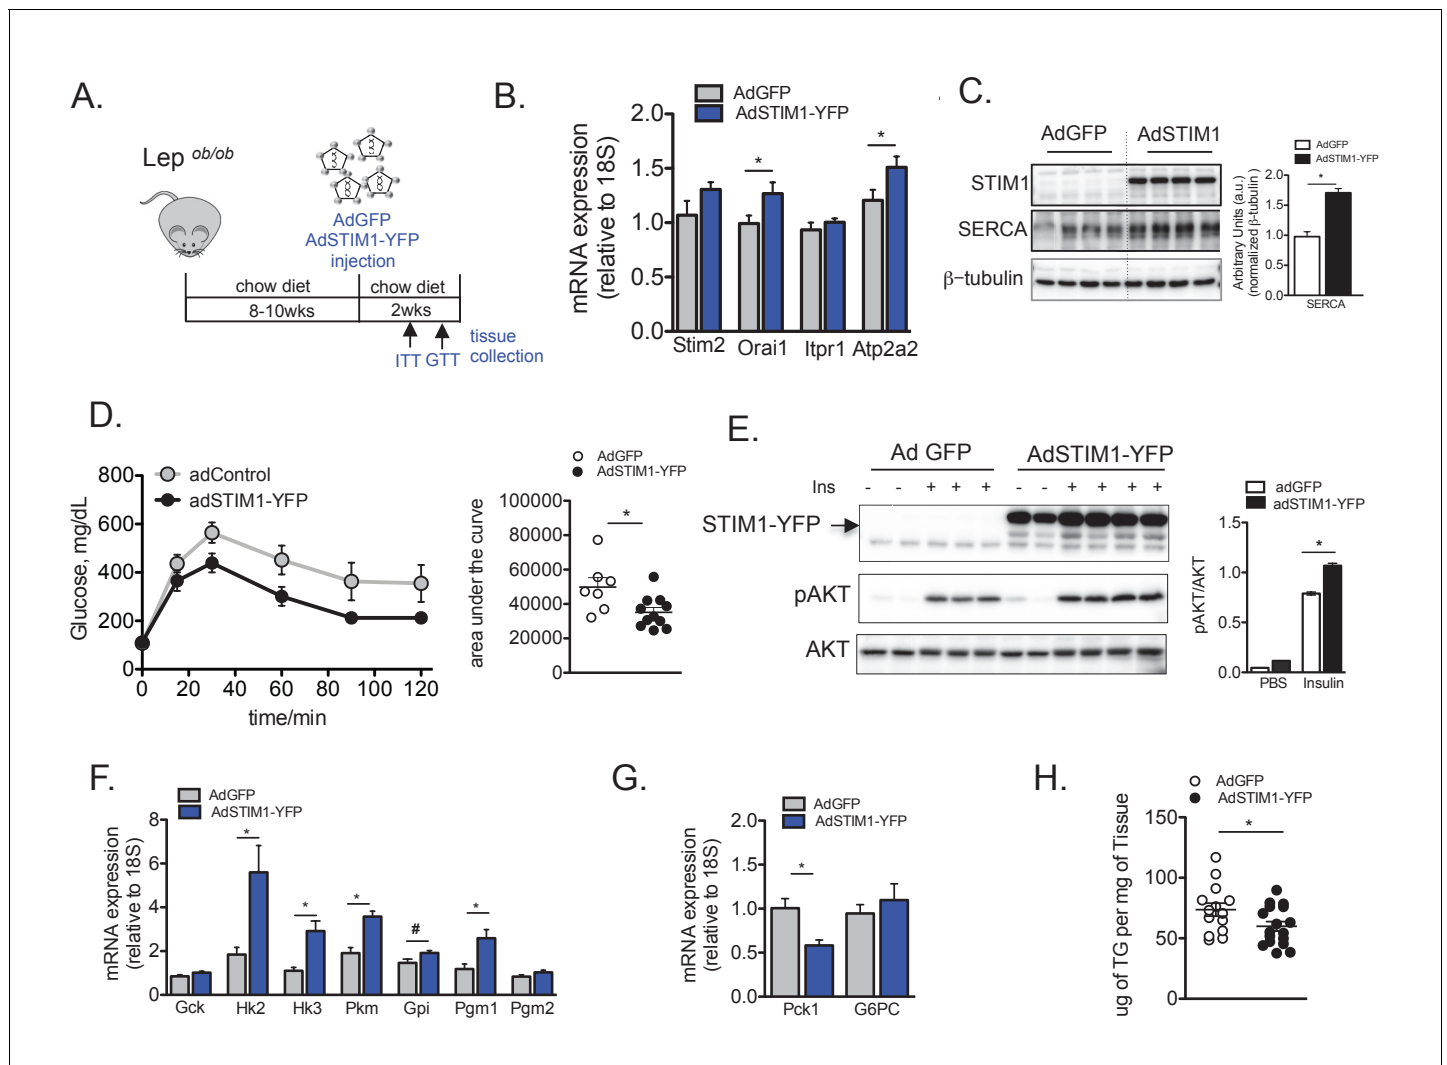 A.
Lep ob/ob
AdGFP
AdSTIM1-YFP
injection
chow diet
chow diet
8-10wks
2wks
ITT GTT
tissue
collection
B.
AdGFP
AdSTIM1-YFP
mRNA expression
(relative to 18S)
2.0
1.5
1.0
0.5
0.0
*
*
Stim2 Orai1 Itpr1 Atp2a2
C.
AdGFP AdSTIM1
STIM1
SERCA
β−tubulin
AdGFP
AdSTIM1-YFP
Arbitrary Units (a.u.)
(normalized β-tubulin)
2.0
1.5
1.0
0.5
0.0
*
SERCA
D.
adControl
adSTIM1-YFP
Glucose, mg/dL
800
600
400
200
0
0 20 40 60 80 100 120
time/min
AdGFP
AdSTIM1-YFP
area under the curve
100000
80000
60000
40000
20000
0
*
E.
Ad GFP AdSTIM1-YFP
Ins - - + + + - - + + + +
STIM1-YFP
pAKT
AKT
adGFP
adSTIM1-YFP
pAKT/AKT
1.5
1.0
0.5
0.0
*
PBS Insulin
F.
AdGFP
AdSTIM1-YFP
mRNA expression
(relative to 18S)
8
6
4
2
0
* * * # *
Gck Hk2 Hk3 Pkm Gpi Pgm1 Pgm2
G.
AdGFP
AdSTIM1-YFP
mRNA expression
(relative to 18S)
2.0
1.5
1.0
0.5
0.0
*
Pck1 G6PC
H.
AdGFP
AdSTIM1-YFP
ug of TG per mg of Tissue
150
100
50
0
*